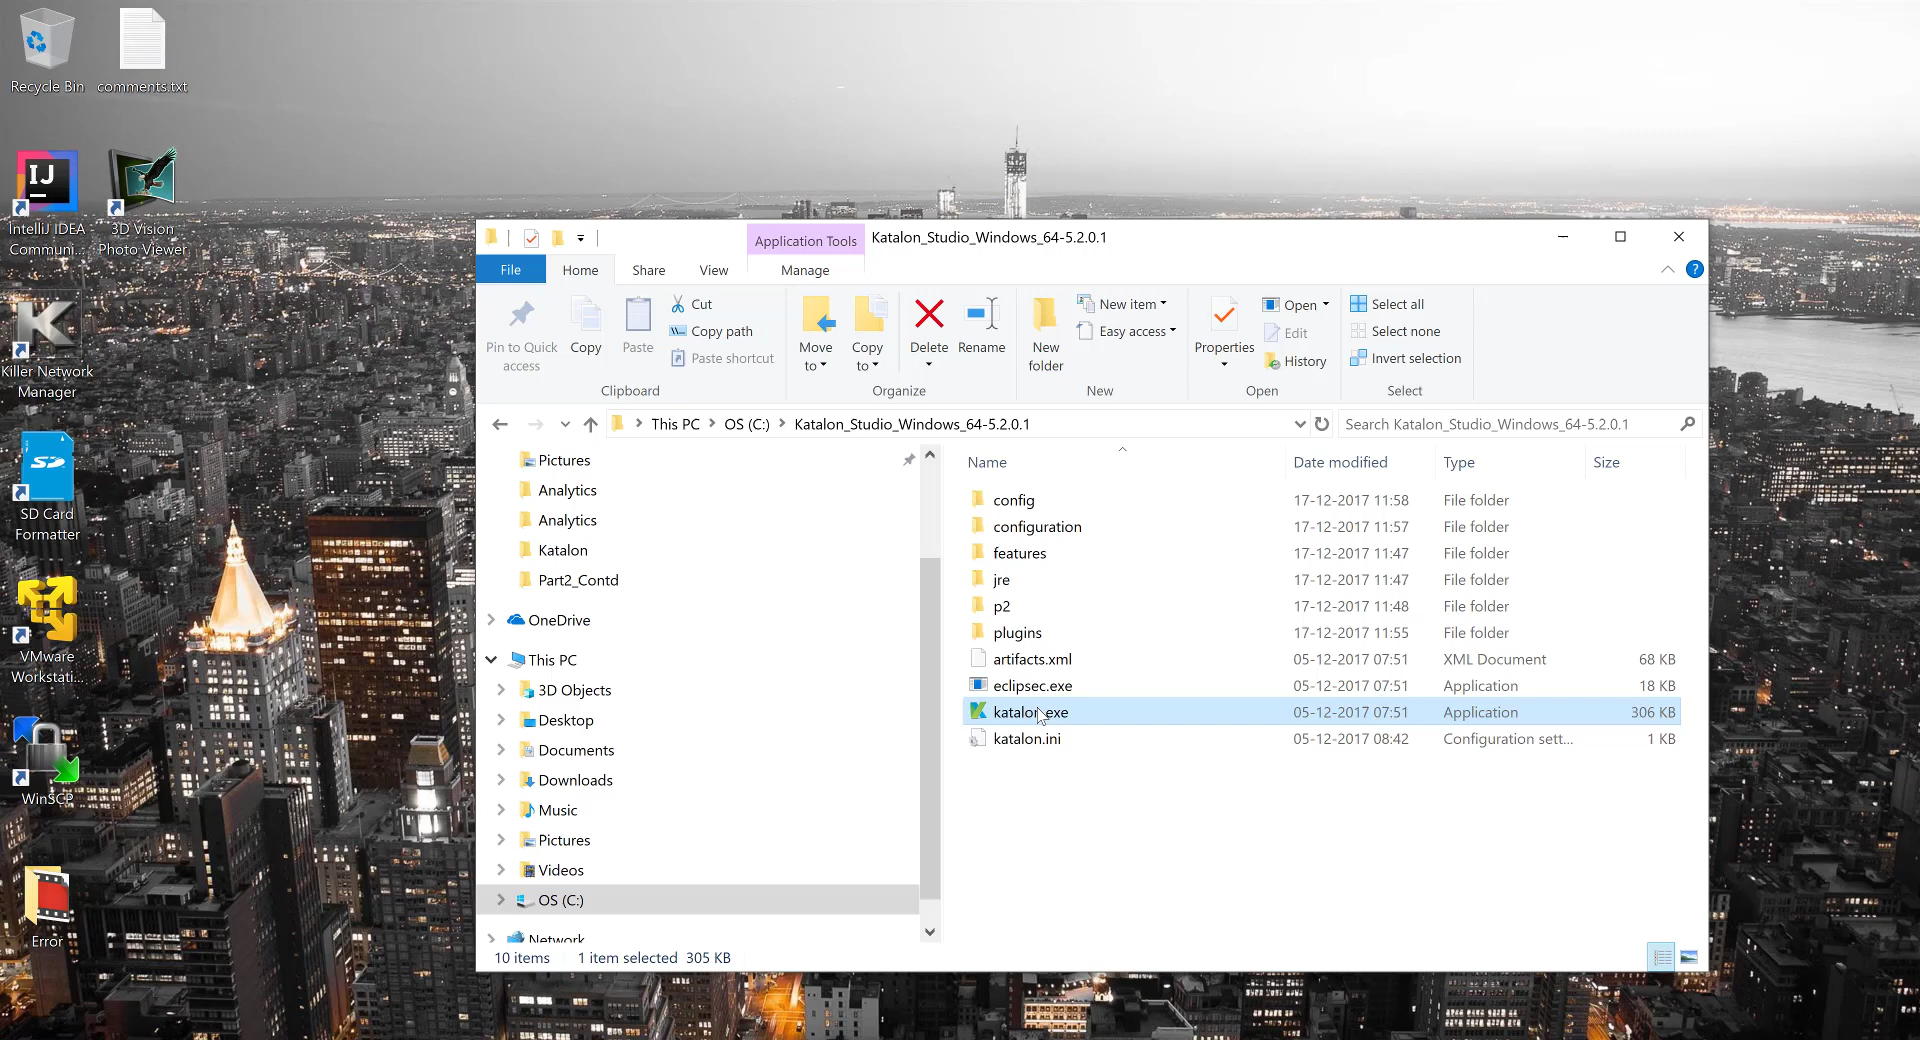 Recycle Bin
comments.txt
IJ
IntelliJ IDEA
Communi...
3D Vision
Photo Viewer
Killer Network
Manager
SD
SD Card
Formatter
VMware
Workstati...
WinSCP
Error
Application Tools
Katalon_Studio_Windows_64-5.2.0.1
File
Home
Share
View
Manage
?
Pin to Quick
access
Copy
Paste
Cut
Copy path
Paste shortcut
Clipboard
Move
to
Copy
to
Delete
Rename
Organize
New
folder
New item
Easy access
New
Properties
Open
Edit
History
Open
Select all
Select none
Invert selection
Select
This PC
OS (C:)
Katalon_Studio_Windows_64-5.2.0.1
Search Katalon_Studio_Windows_64-5.2.0.1
Pictures
Analytics
Analytics
Katalon
Part2_Contd
OneDrive
This PC
3D Objects
Desktop
Documents
Downloads
Music
Pictures
Videos
OS (C:)
Network
Name Date modified Type Size
config 17-12-2017 11:58 File folder
configuration 17-12-2017 11:57 File folder
features 17-12-2017 11:47 File folder
jre 17-12-2017 11:47 File folder
p2 17-12-2017 11:48 File folder
plugins 17-12-2017 11:55 File folder
artifacts.xml 05-12-2017 07:51 XML Document 68 KB
eclipsec.exe 05-12-2017 07:51 Application 18 KB
katalon.exe 05-12-2017 07:51 Application 306 KB
katalon.ini 05-12-2017 08:42 Configuration sett... 1 KB
10 items 1 item selected 305 KB